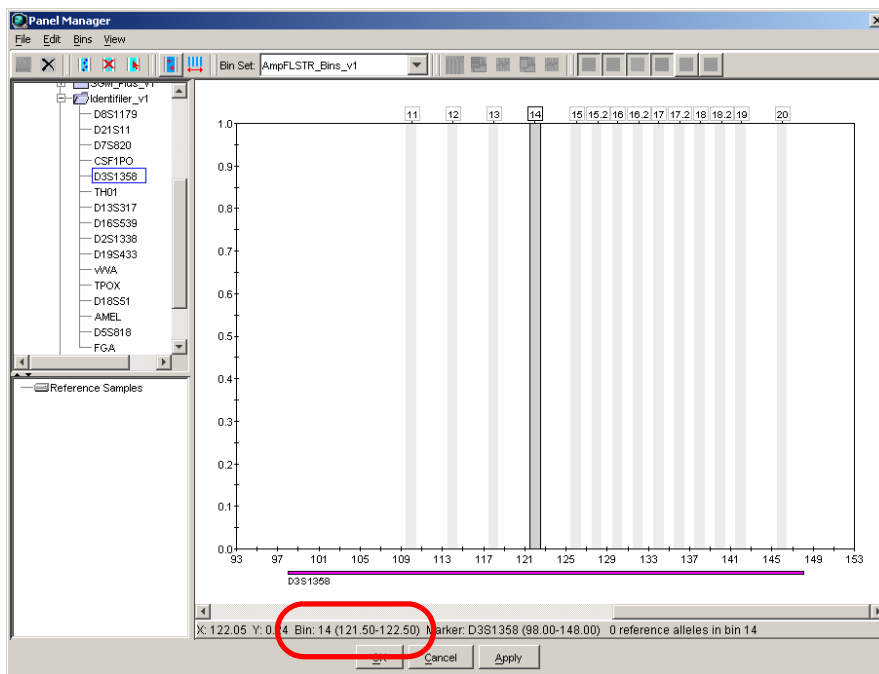 Panel Manager
File Edit Bins View
Bin Set: AmpFLSTR_Bins_v1
SGM_Plus_v1
Identifiler_v1
D8S1179
D21S11
D7S820
CSF1PO
D3S1358
TH01
D13S317
D16S539
D2S1338
D19S433
vWA
TPOX
D18S51
AMEL
D5S818
FGA
Reference Samples
11 12 13 14 15 15.2 16 16.2 17 17.2 18 18.2 19 20
1.0
0.9
0.8
0.7
0.6
0.5
0.4
0.3
0.2
0.1
0.0
93 97 101 105 109 113 117 121 125 129 133 137 141 145 149 153
D3S1358
X: 122.05 Y: 0.24 Bin: 14 (121.50-122.50) Marker: D3S1358 (98.00-148.00) 0 reference alleles in bin 14
OK Cancel Apply